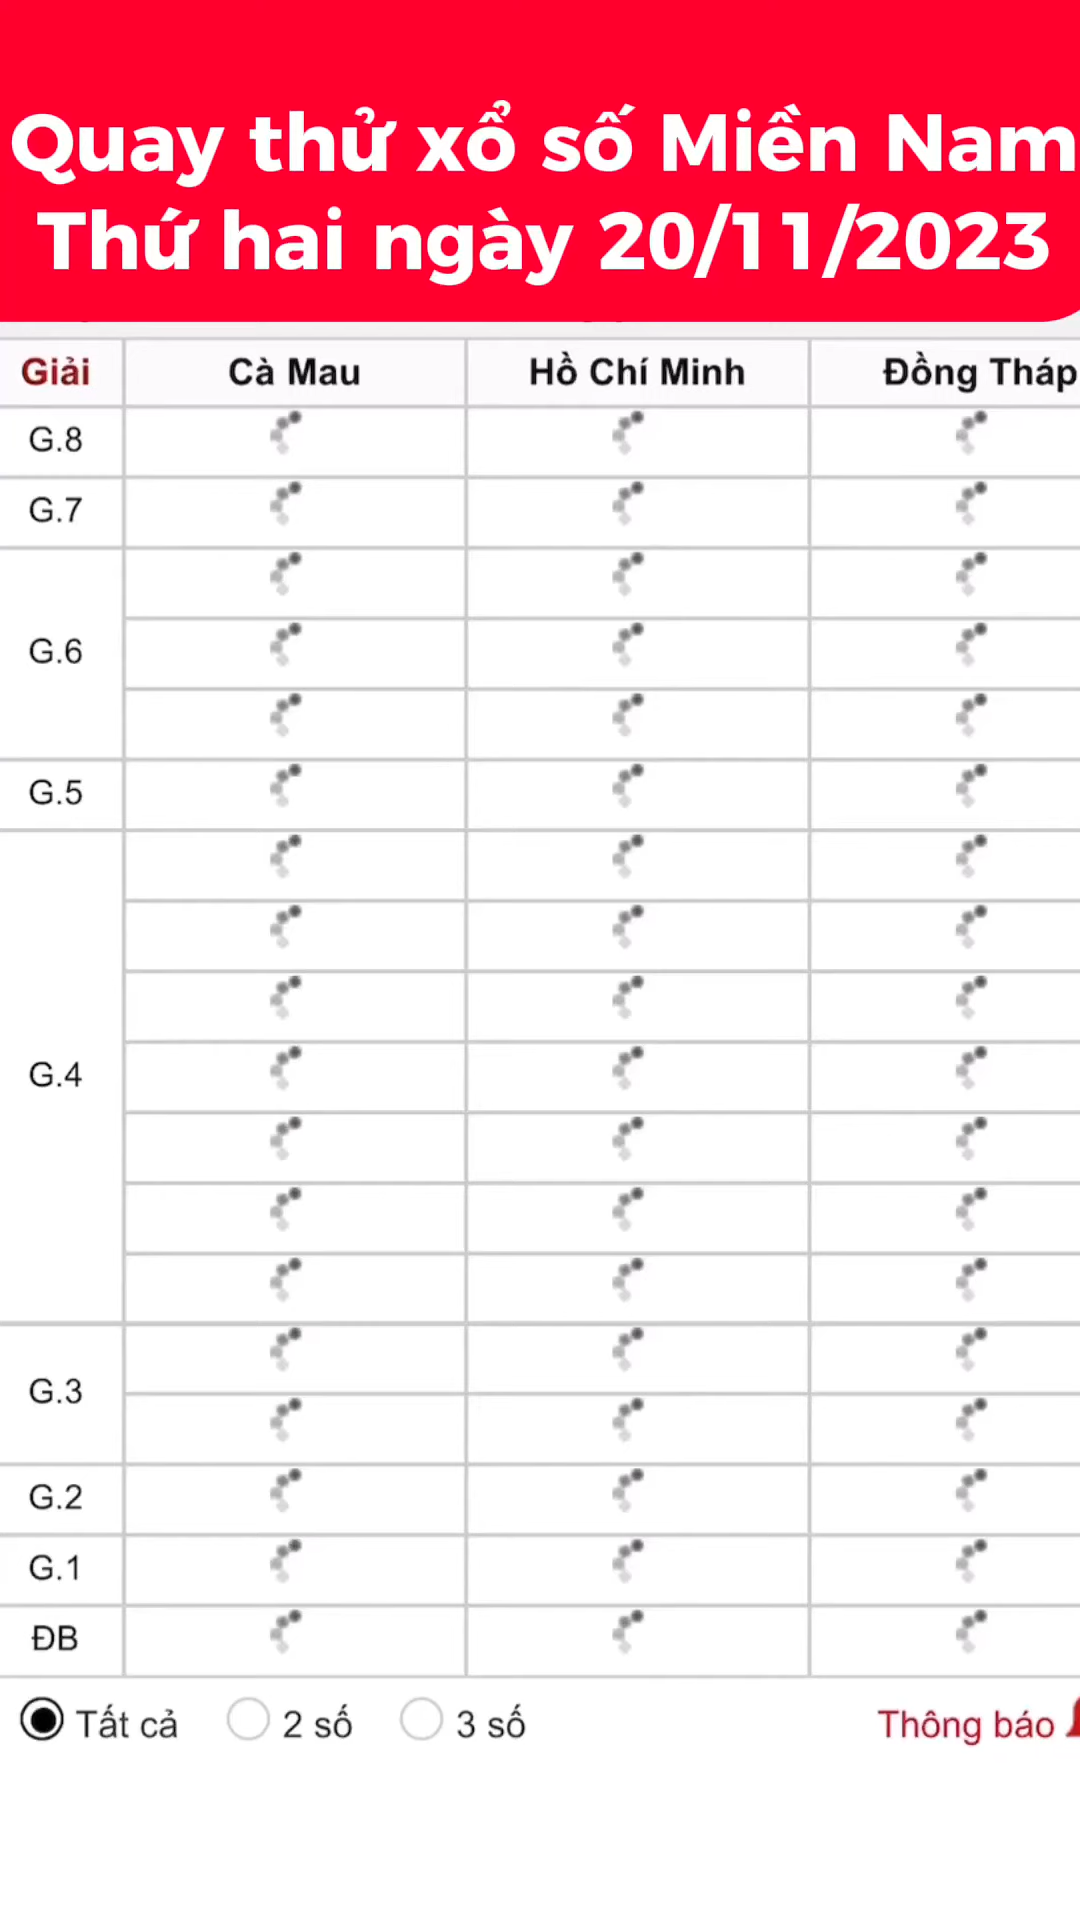 Quay thử xổ số Miền Nam
Thứ hai ngày 20/11/2023
Giải Cà Mau Hồ Chí Minh Đồng Tháp
G.8
G.7
G.6
G.5
G.4
G.3
G.2
G.1
ĐB
Tất cả 2 số 3 số Thông báo